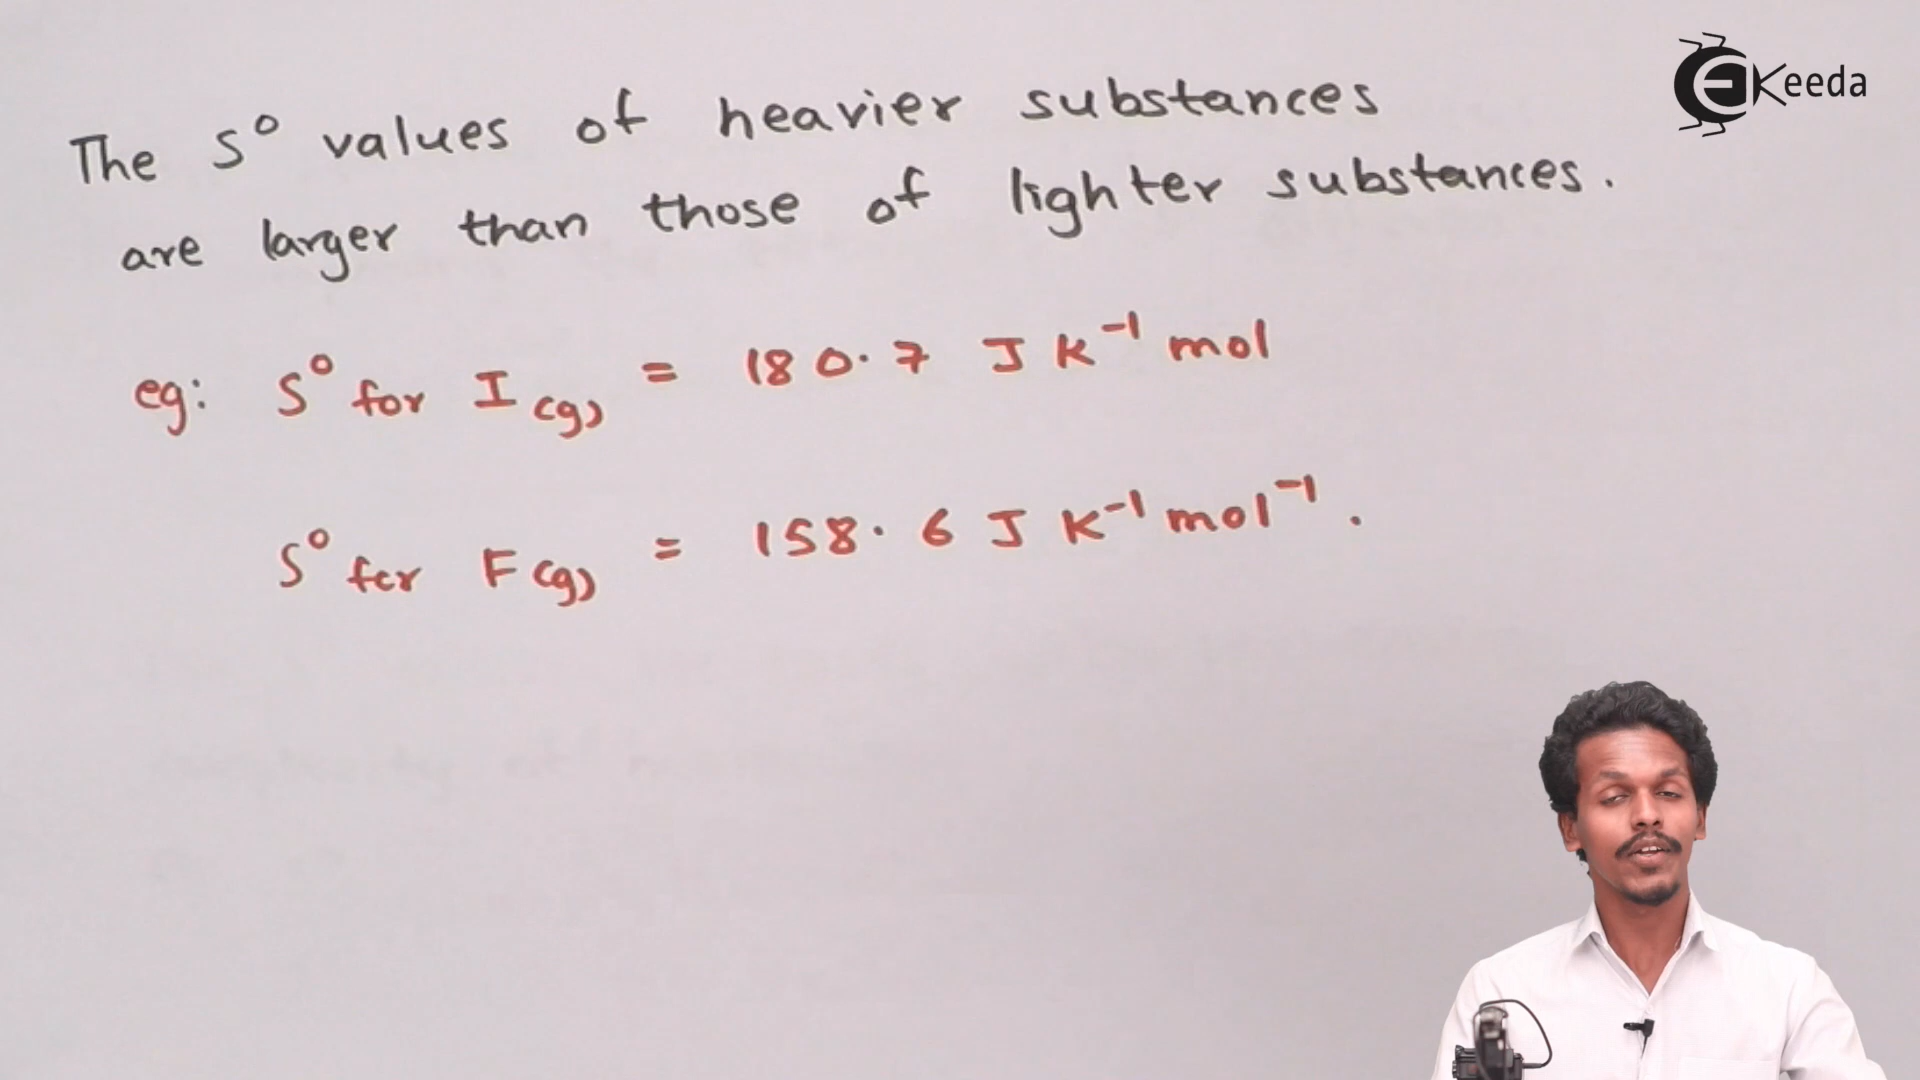 Keeda
The S° values of heavier substances
are larger than those of lighter substances.
eg: S° for I (g) = 180.7 J K⁻¹ mol
S° for F (g) = 158.6 J K⁻¹ mol⁻¹.